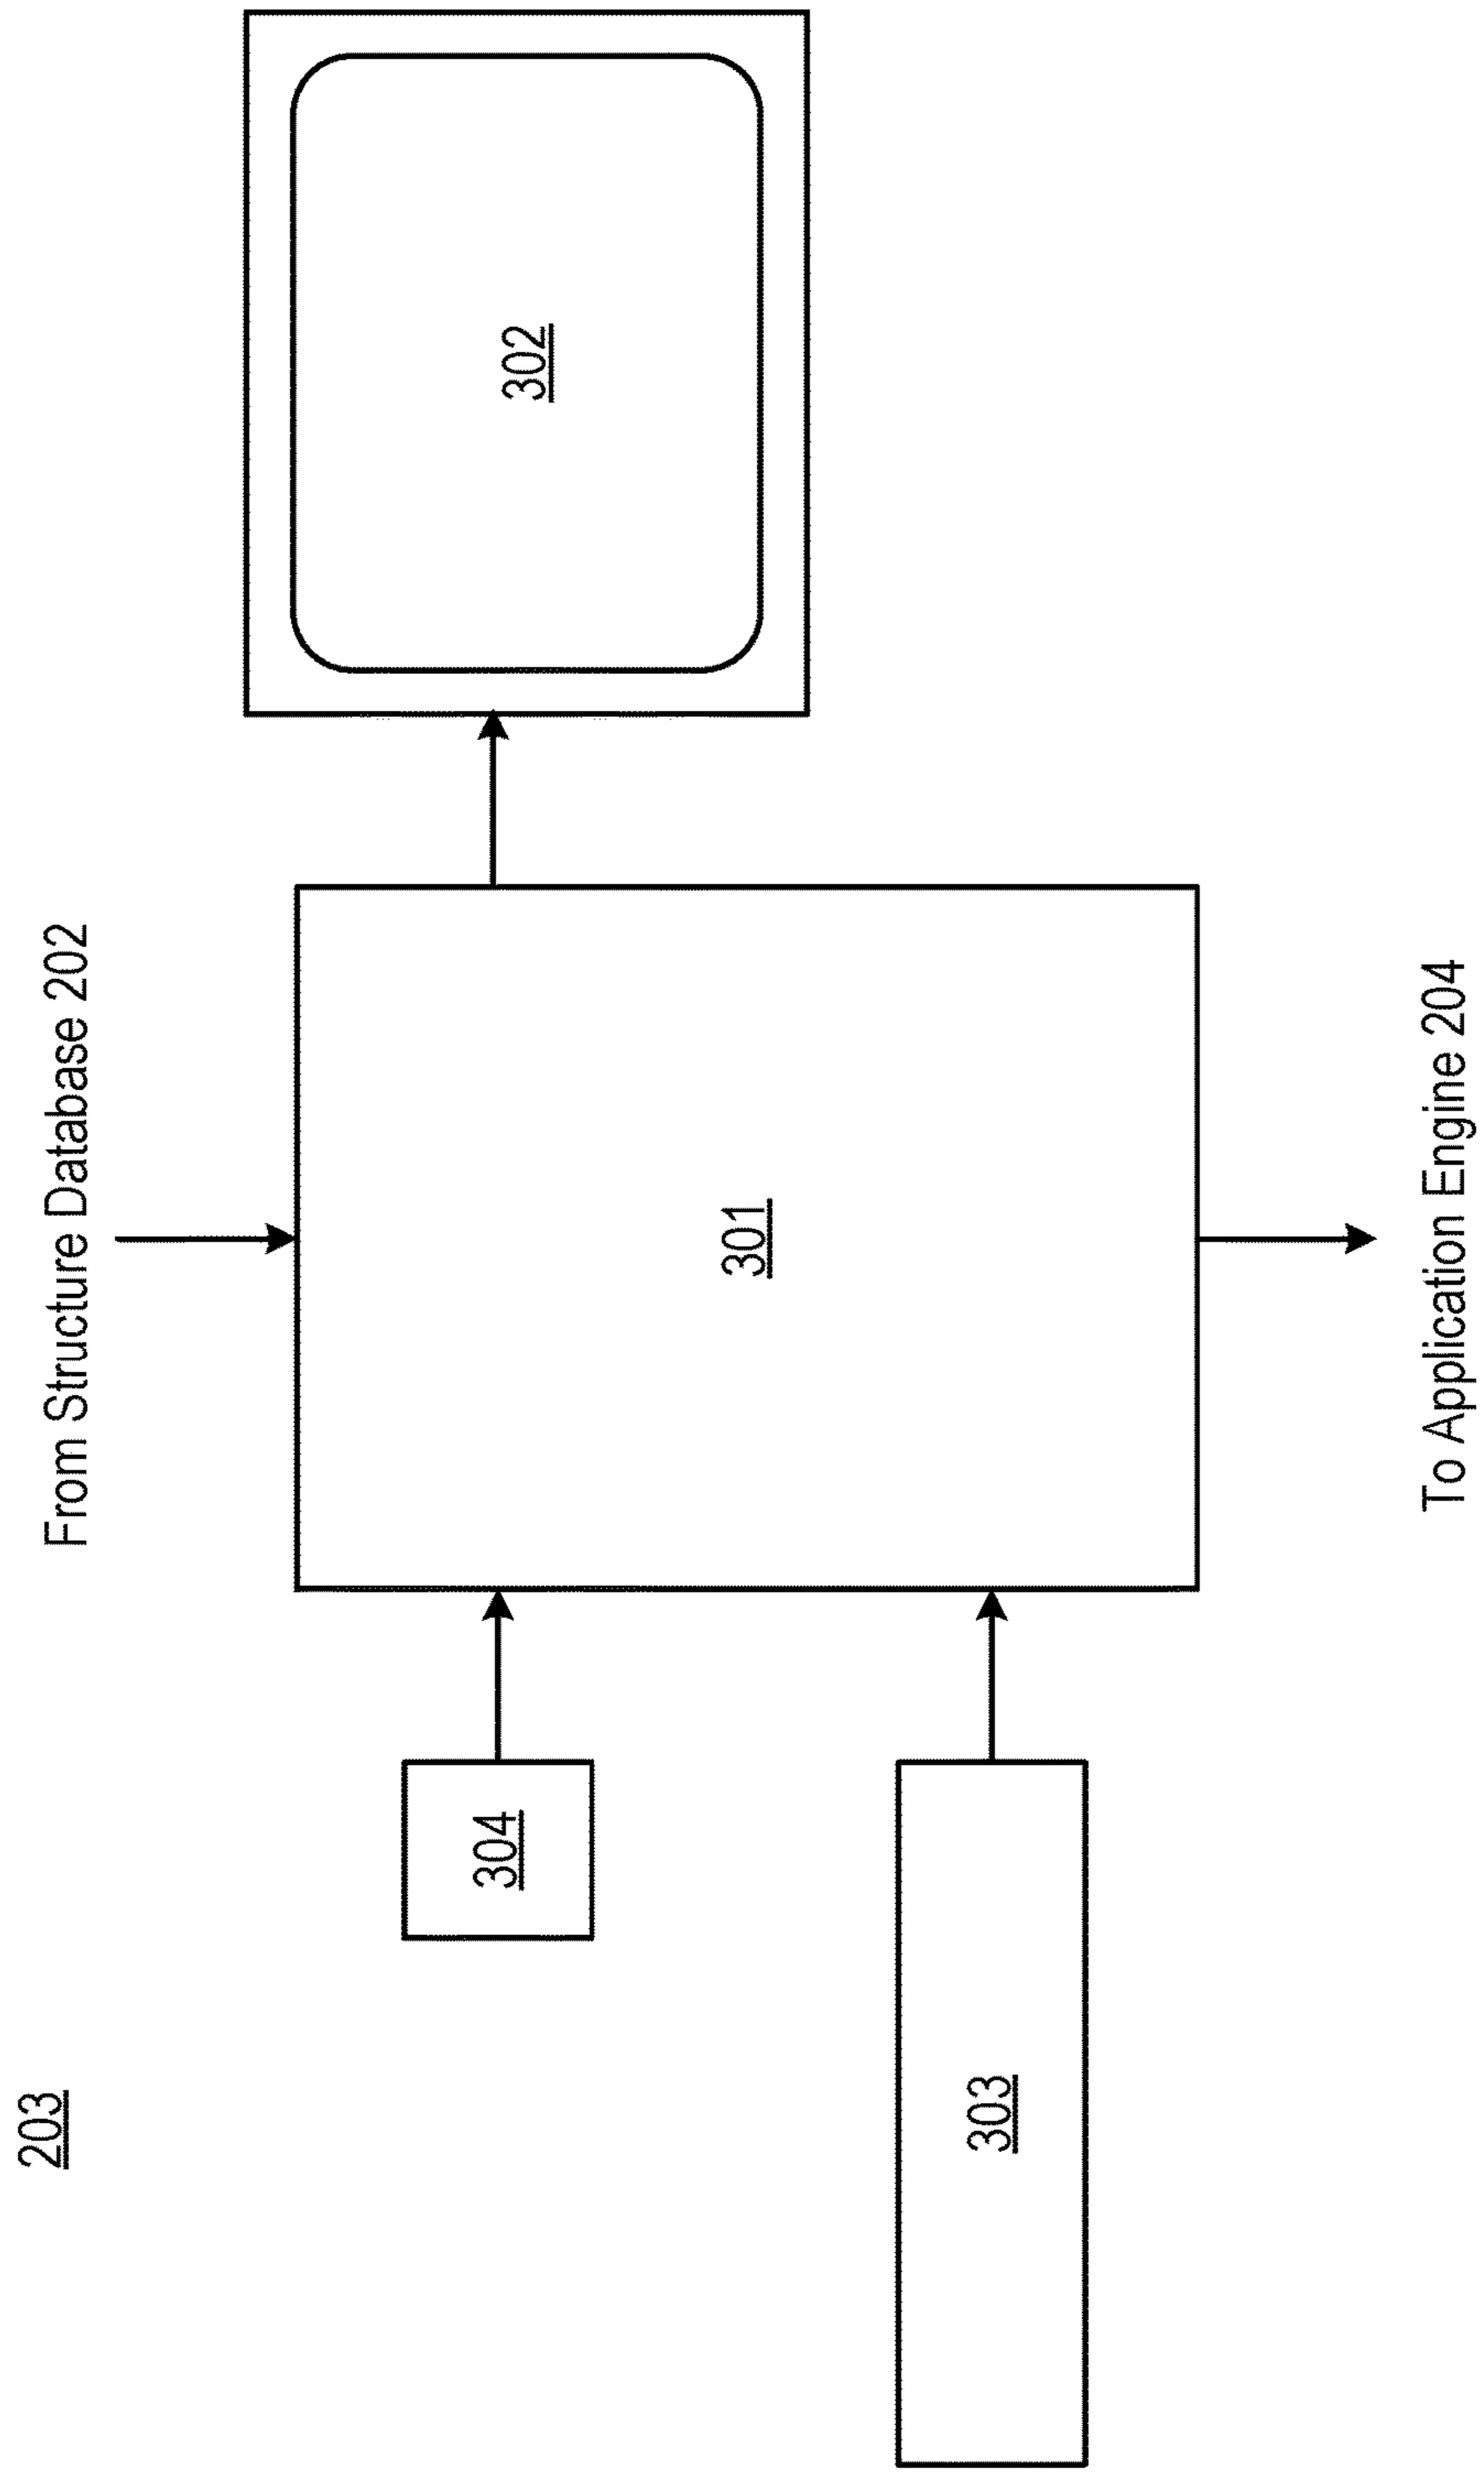 203
From Structure Database 202
304
301
302
303
To Application Engine 204